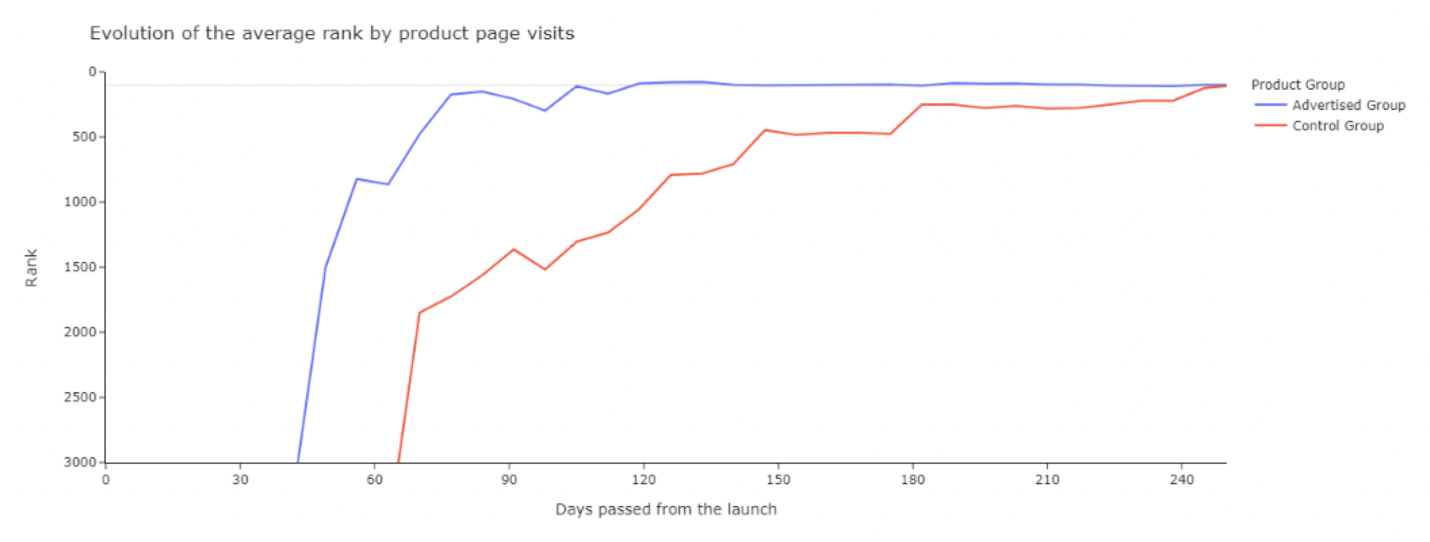 Evolution of the average rank by product page visits
0
500
1000
1500
2000
2500
3000
Rank
0 30 60 90 120 150 180 210 240
Days passed from the launch
Product Group
Advertised Group
Control Group